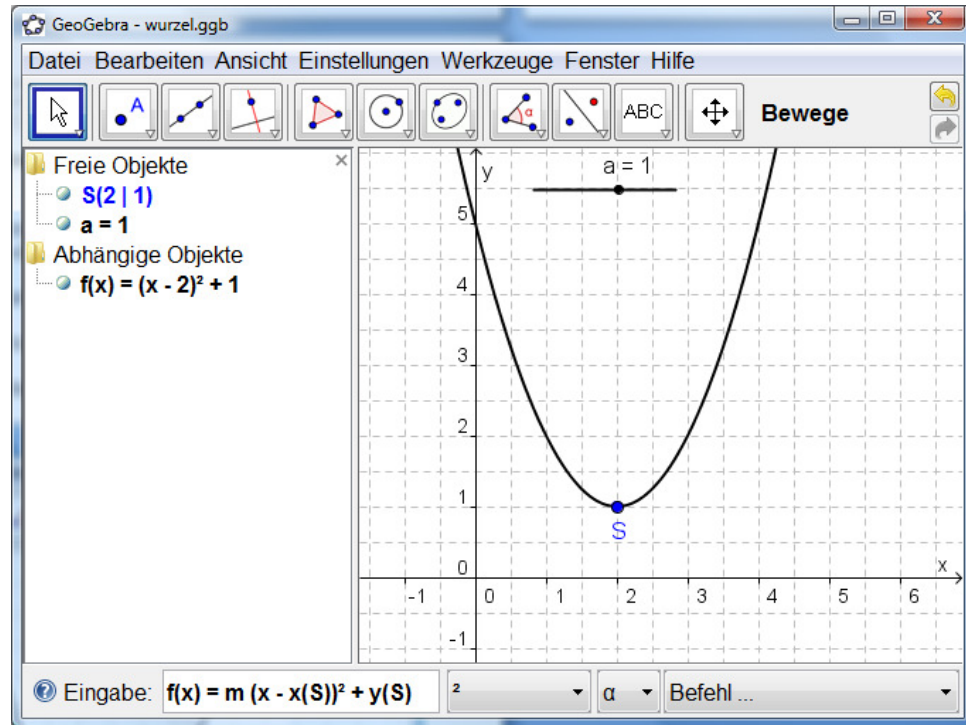 GeoGebra - wurzel.ggb
Datei Bearbeiten Ansicht Einstellungen Werkzeuge Fenster Hilfe
A α ABC Bewege
Freie Objekte
S(2 | 1)
a = 1
Abhängige Objekte
f(x) = (x - 2)² + 1
y
a = 1
5
4
3
2
1
S
0
x
-1 0 1 2 3 4 5 6
-1
Eingabe: f(x) = m (x - x(S))² + y(S) ² α Befehl ...